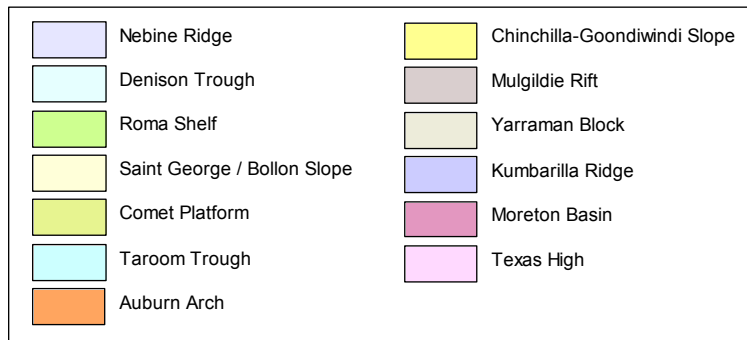 Nebine Ridge
Denison Trough
Roma Shelf
Saint George / Bollon Slope
Comet Platform
Taroom Trough
Auburn Arch
Chinchilla-Goondiwindi Slope
Mulgildie Rift
Yarraman Block
Kumbarilla Ridge
Moreton Basin
Texas High